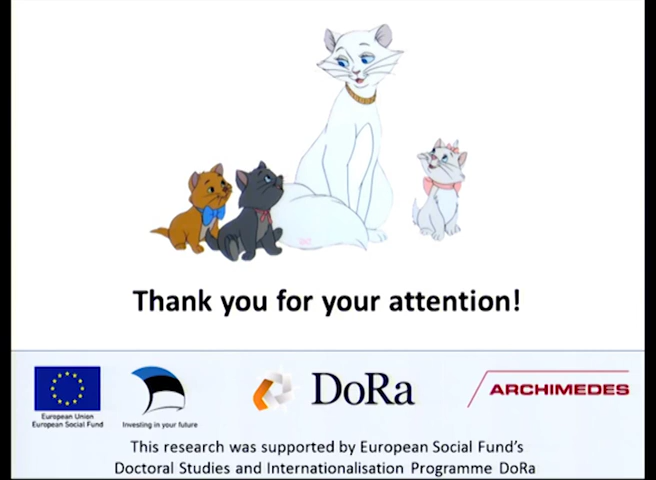 Thank you for your attention!
European Union
European Social Fund
Investing in your future
DoRa
ARCHIMEDES
This research was supported by European Social Fund's
Doctoral Studies and Internationalisation Programme DoRa